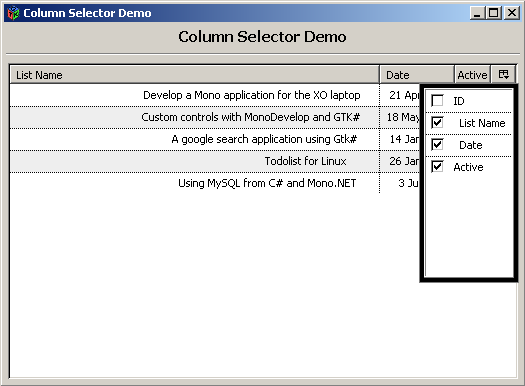 Column Selector Demo
Column Selector Demo
List Name Date Active
Develop a Mono application for the XO laptop 21 Apr
Custom controls with MonoDevelop and GTK# 18 May
A google search application using Gtk# 14 Jan
Todolist for Linux 26 Jan
Using MySQL from C# and Mono.NET 3 Ju
ID
List Name
Date
Active